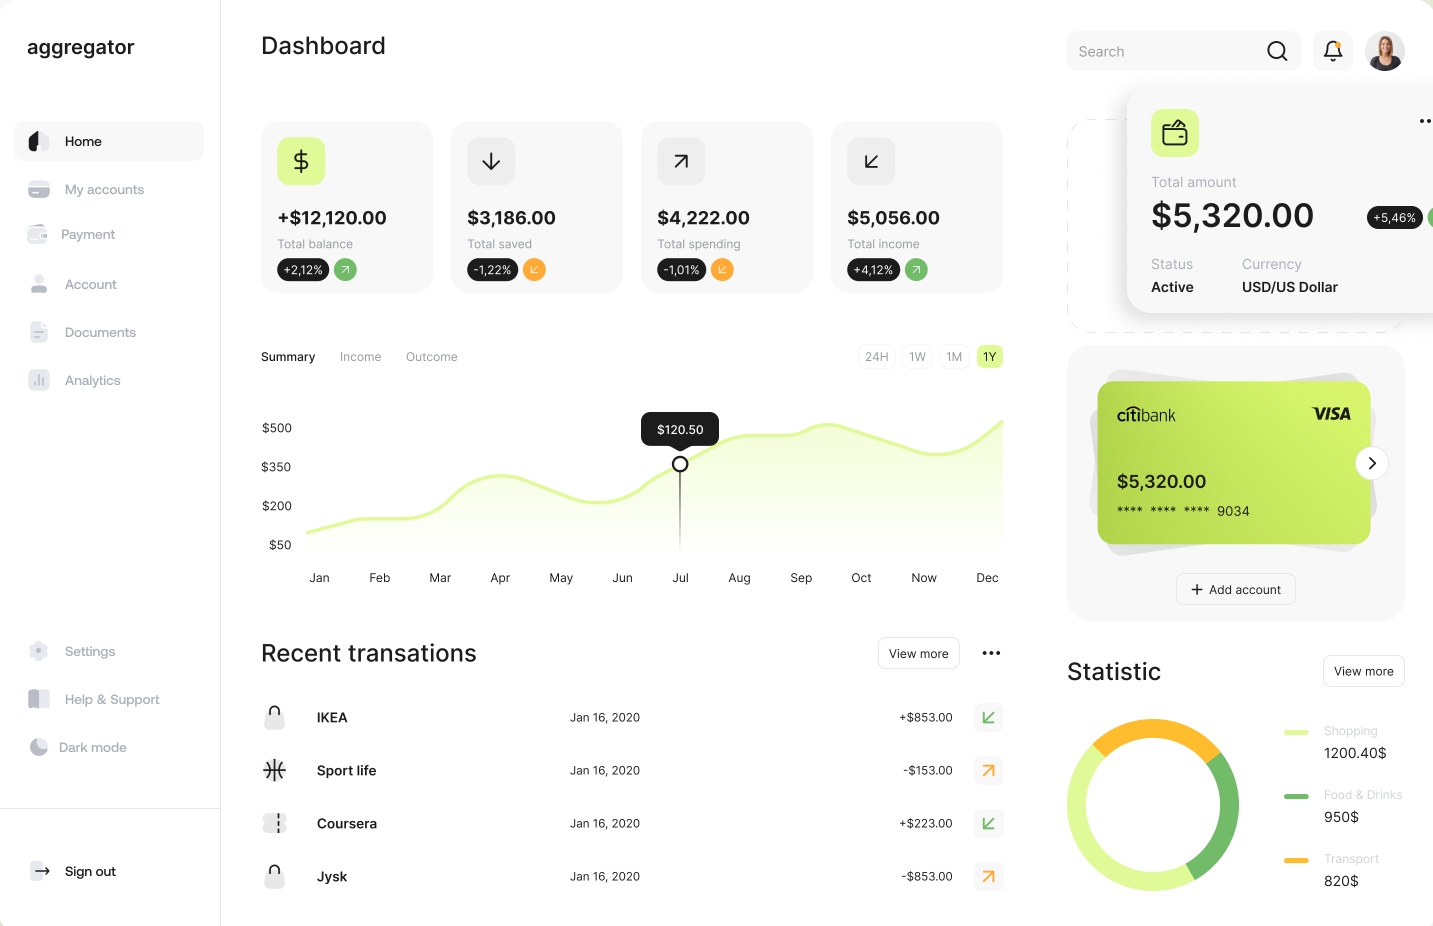 aggregator
Dashboard
Search
Home
My accounts
Payment
Account
Documents
Analytics
Settings
Help & Support
Dark mode
Sign out
+$12,120.00
Total balance
+2,12%
$3,186.00
Total saved
-1,22%
$4,222.00
Total spending
-1,01%
$5,056.00
Total income
+4,12%
Total amount
$5,320.00
+5,46%
Status
Currency
Active
USD/US Dollar
Summary Income Outcome
24H 1W 1M 1Y
$500
$350
$200
$50
$120.50
Jan Feb Mar Apr May Jun Jul Aug Sep Oct Now Dec
citibank
VISA
$5,320.00
**** **** **** 9034
+ Add account
Recent transations
View more
IKEA Jan 16, 2020 +$853.00
Sport life Jan 16, 2020 -$153.00
Coursera Jan 16, 2020 +$223.00
Jysk Jan 16, 2020 -$853.00
Statistic
View more
Shopping
1200.40$
Food & Drinks
950$
Transport
820$